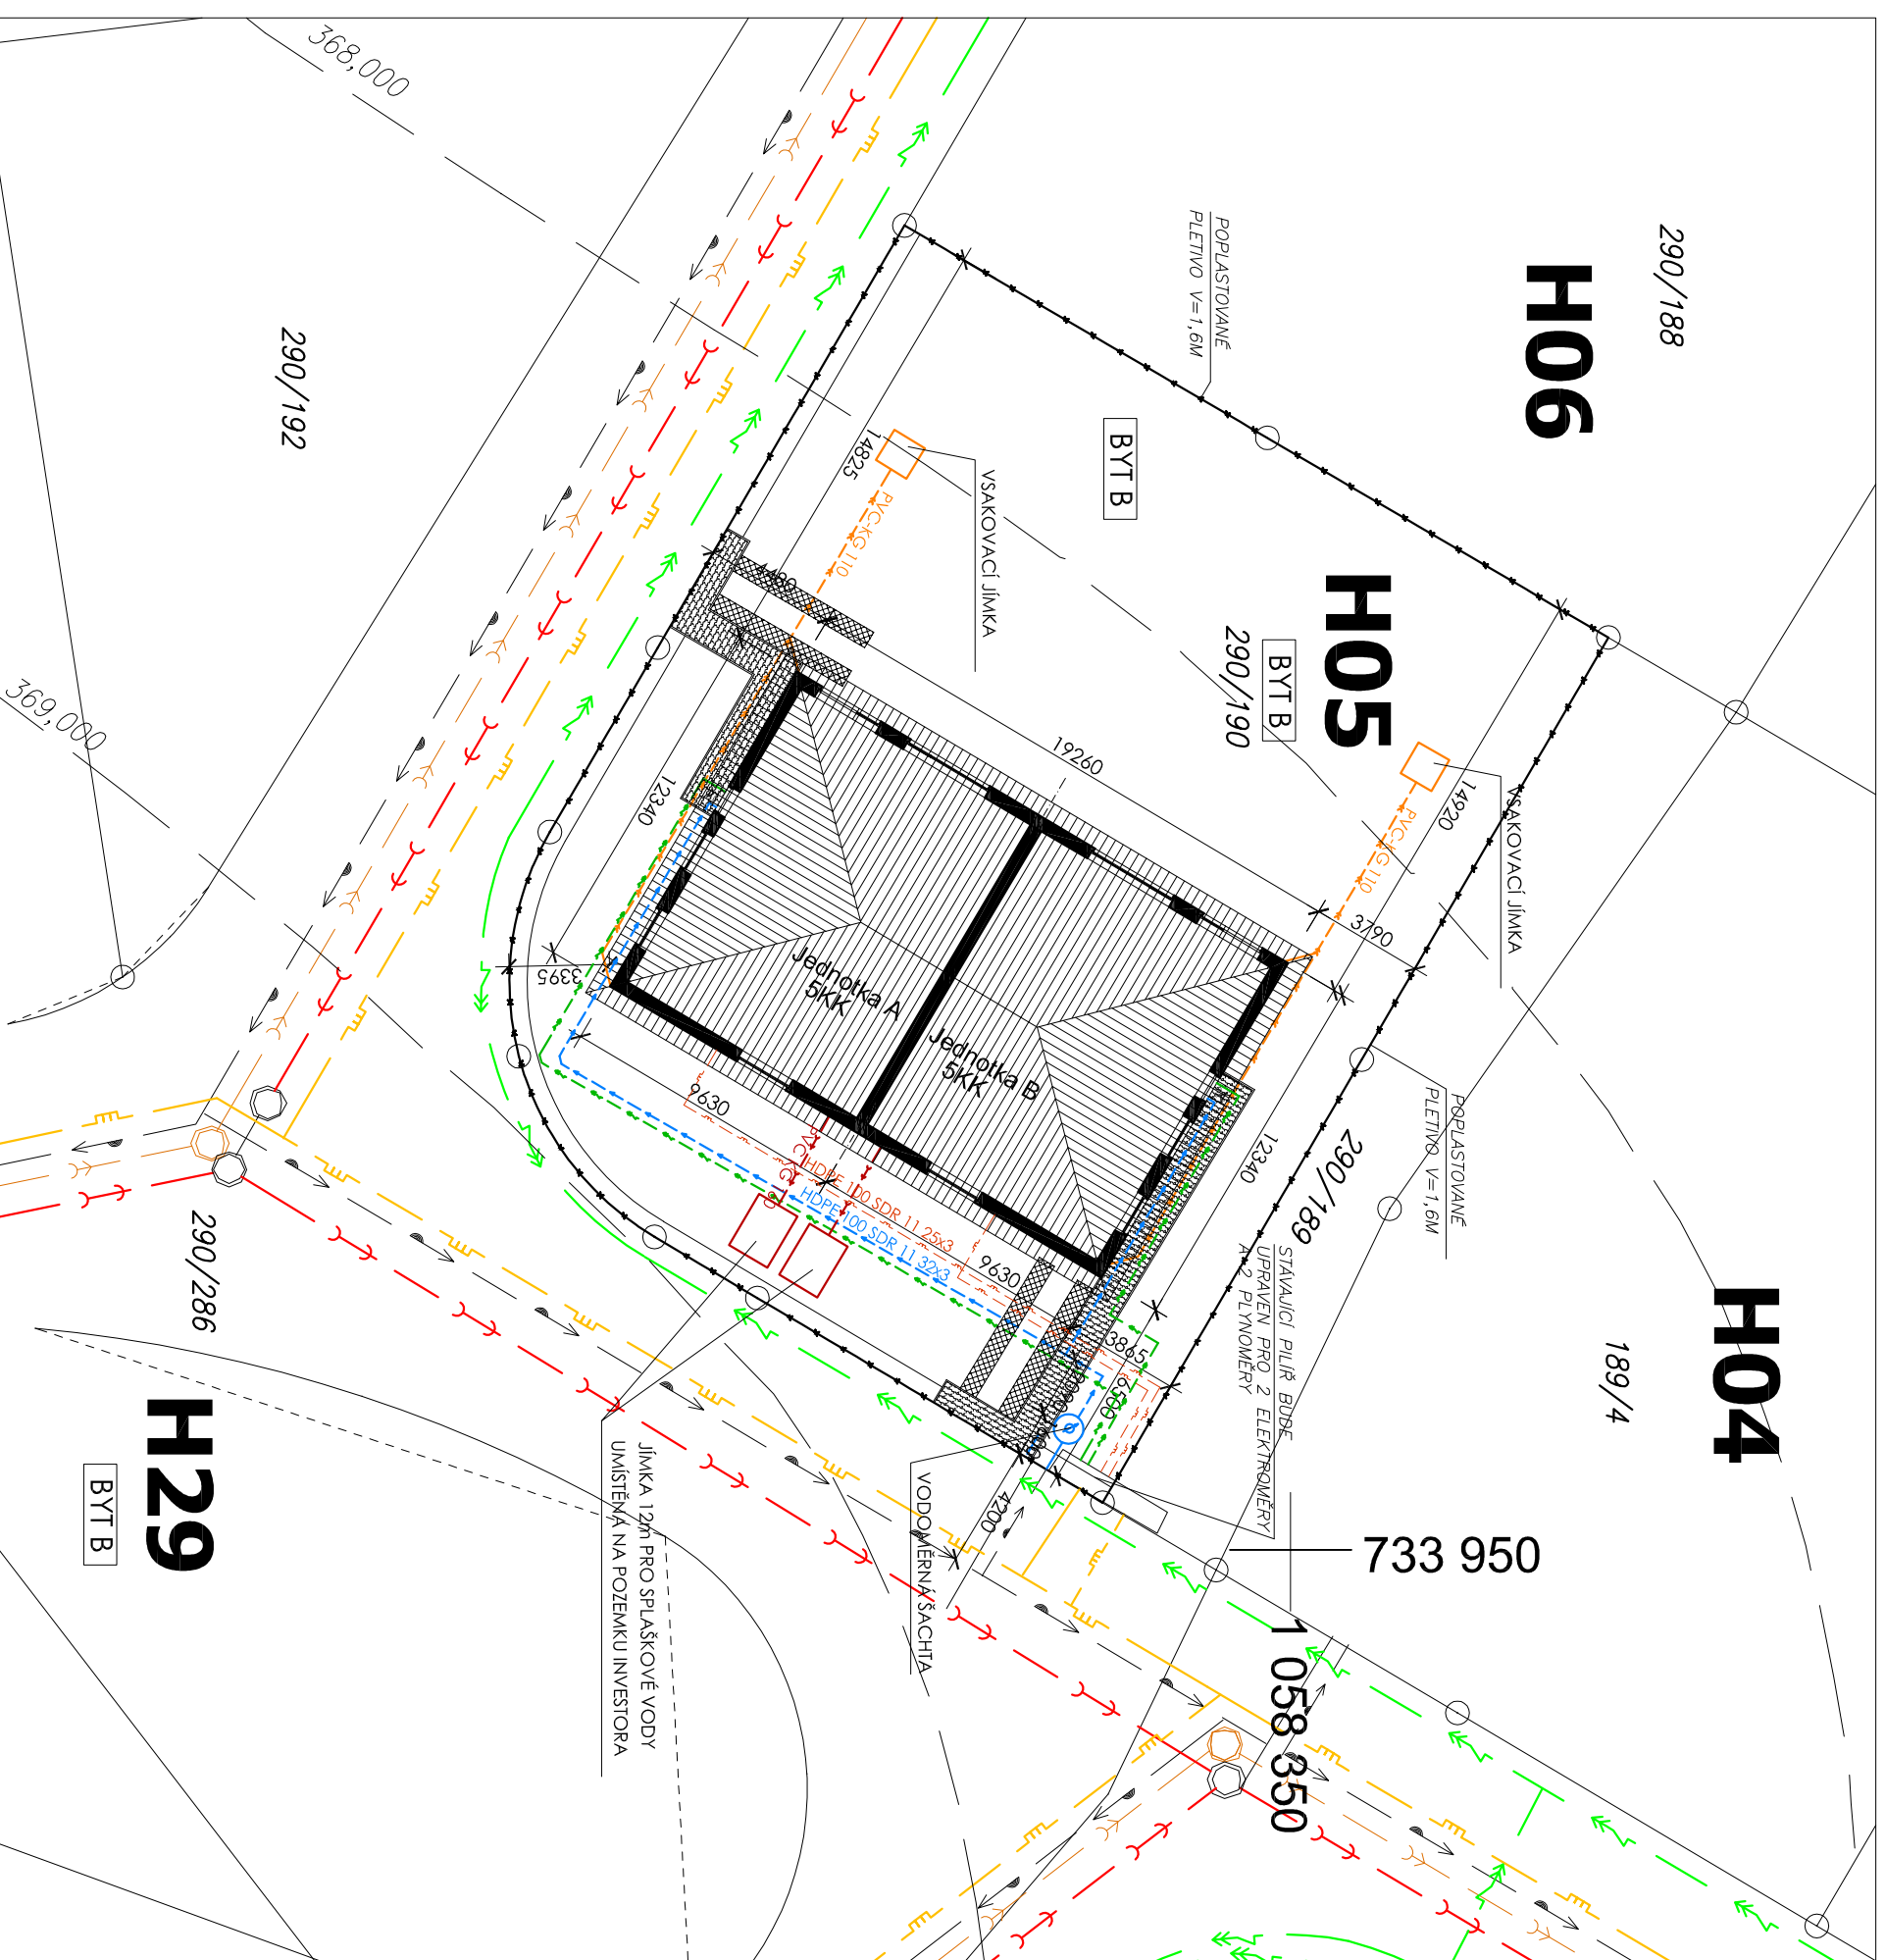 368,000
290/188
H06
POPLASTOVANÉ
PLETIVO V=1,6M
290/192
BYT B
VSAKOVACÍ JÍMKA
14825
PVC-KG 110
4480
H05
BYT B
290/190
369,000
19260
12340
14920
VSAKOVACÍ JÍMKA
PVC-KG 110
3790
3395
Jednotka A
5KK
Jednotka B
5KK
9630
12340
POPLASTOVANÉ
PLETIVO V=1,6M
290/189
HDPE 100 SDR 11 25x3
HDPE 100 SDR 11 32x3
9630
290/286
STÁVAJÍCÍ PILÍŘ BUDE
UPRAVEN PRO 2 ELEKTROMĚRY
A 2 PLYNOMĚRY
3865
6500
H04
189/4
H29
BYT B
JÍMKA 12m PRO SPLAŠKOVÉ VODY
UMÍSTĚNÁ NA POZEMKU INVESTORA
VODOMĚRNÁ ŠACHTA
4200
733 950
1 058 350